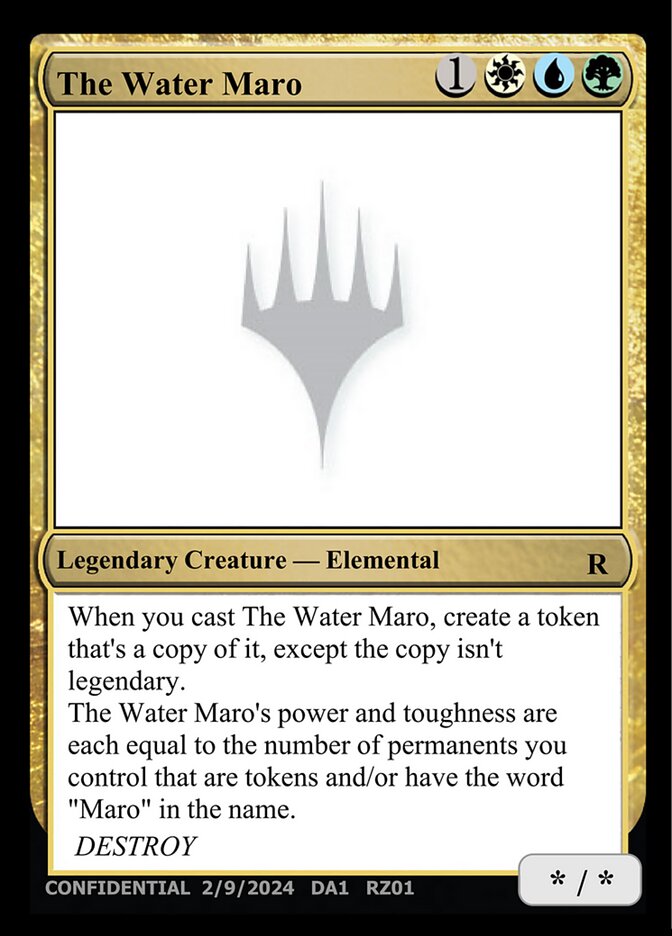 The Water Maro 1
Legendary Creature — Elemental R
When you cast The Water Maro, create a token
that's a copy of it, except the copy isn't
legendary.
The Water Maro's power and toughness are
each equal to the number of permanents you
control that are tokens and/or have the word
"Maro" in the name.
DESTROY
CONFIDENTIAL 2/9/2024 DA1 RZ01
* / *